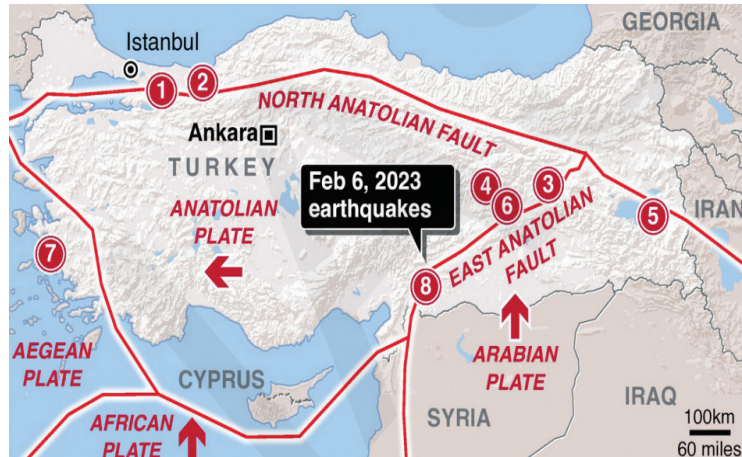 GEORGIA
Istanbul
1
2
NORTH ANATOLIAN FAULT
Ankara
TURKEY
Feb 6, 2023
earthquakes
4
3
6
ANATOLIAN
PLATE
EAST ANATOLIAN
FAULT
5
IRAN
7
8
AEGEAN
PLATE
CYPRUS
ARABIAN
PLATE
AFRICAN
PLATE
SYRIA
IRAQ
100km
60 miles